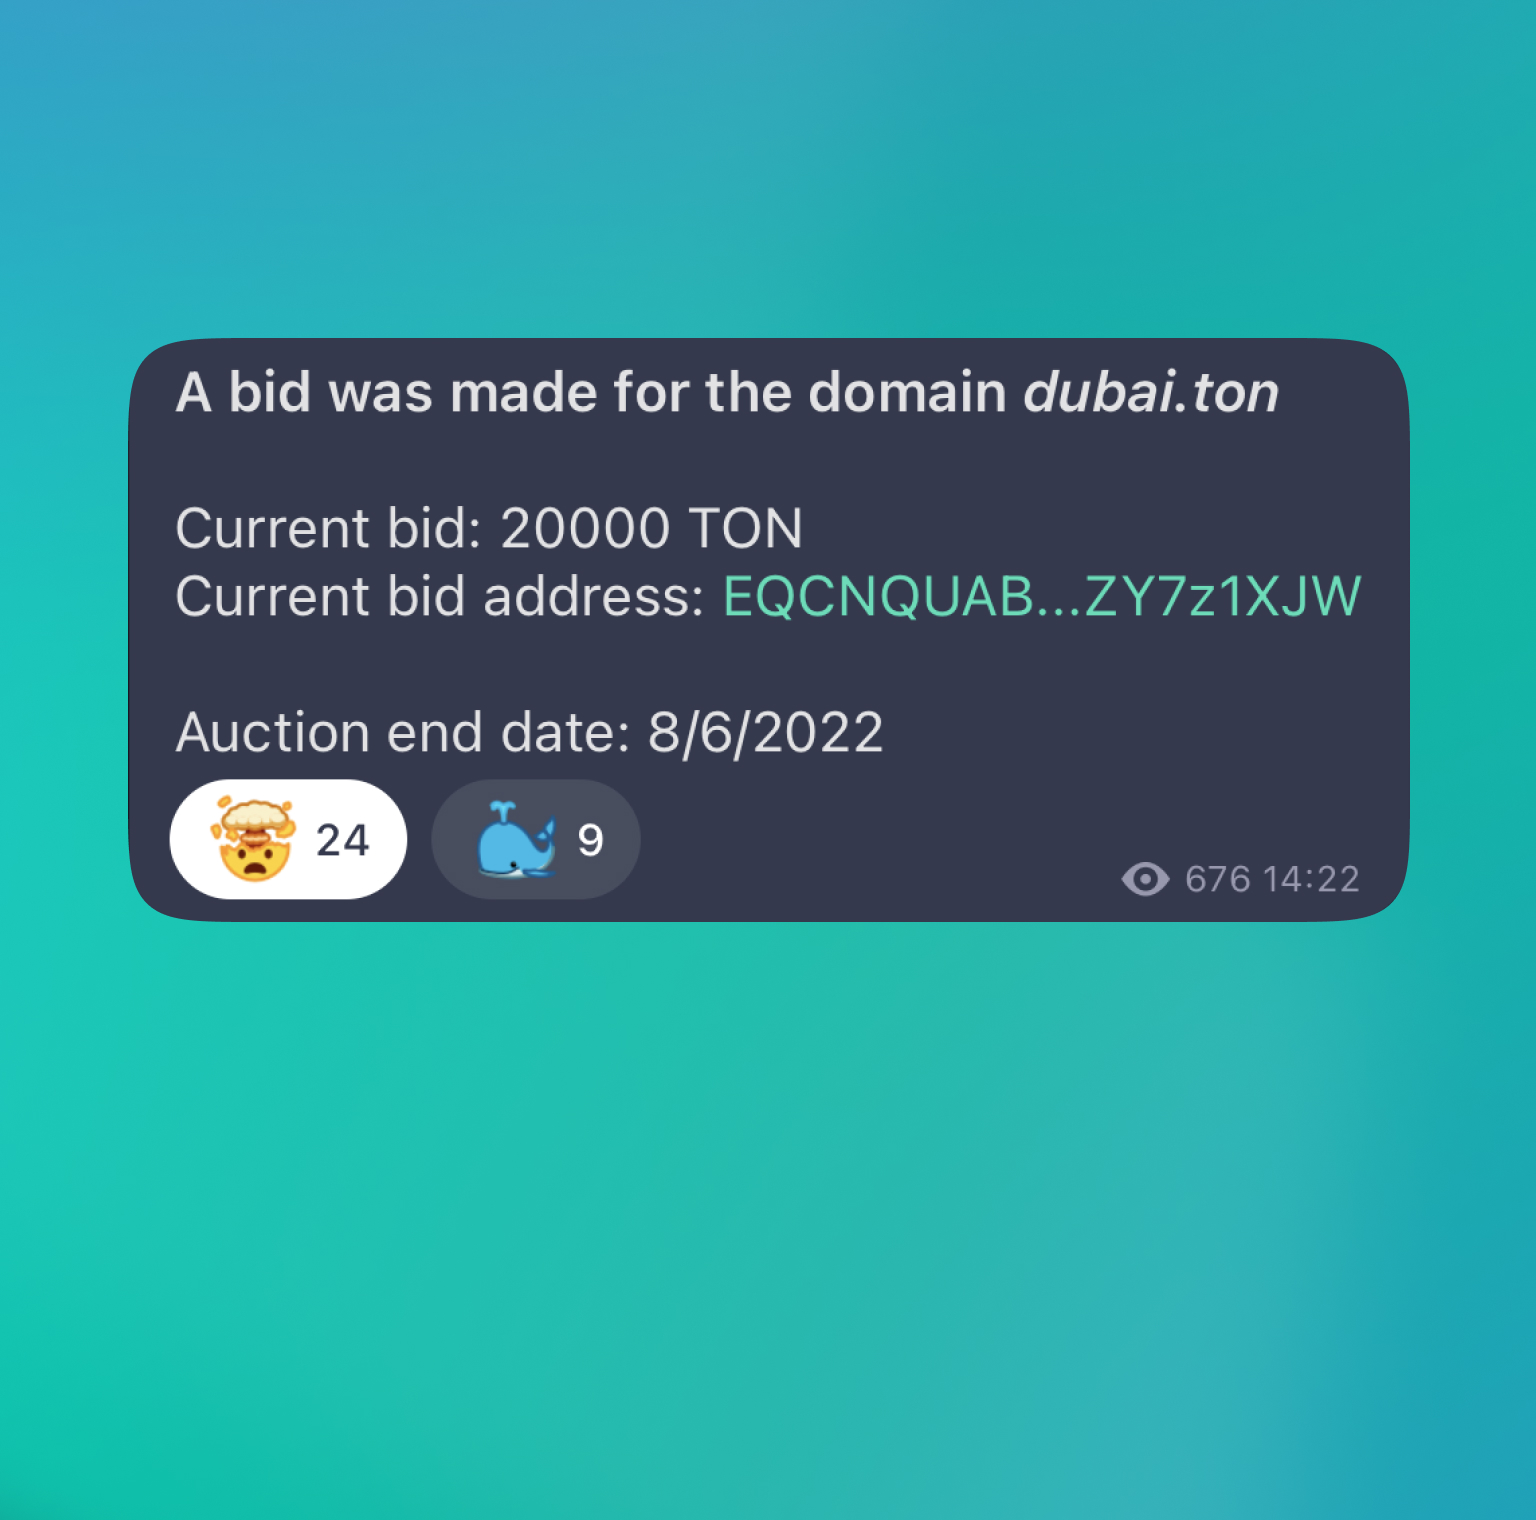 A bid was made for the domain dubai.ton
Current bid: 20000 TON
Current bid address: EQCNQUAB...ZY7z1XJW
Auction end date: 8/6/2022
24 9
676 14:22